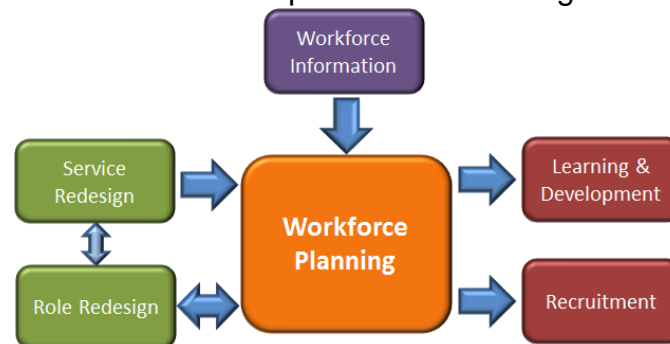 Workforce
Information
Service
Redesign
Workforce
Planning
Learning &
Development
Role Redesign
Recruitment